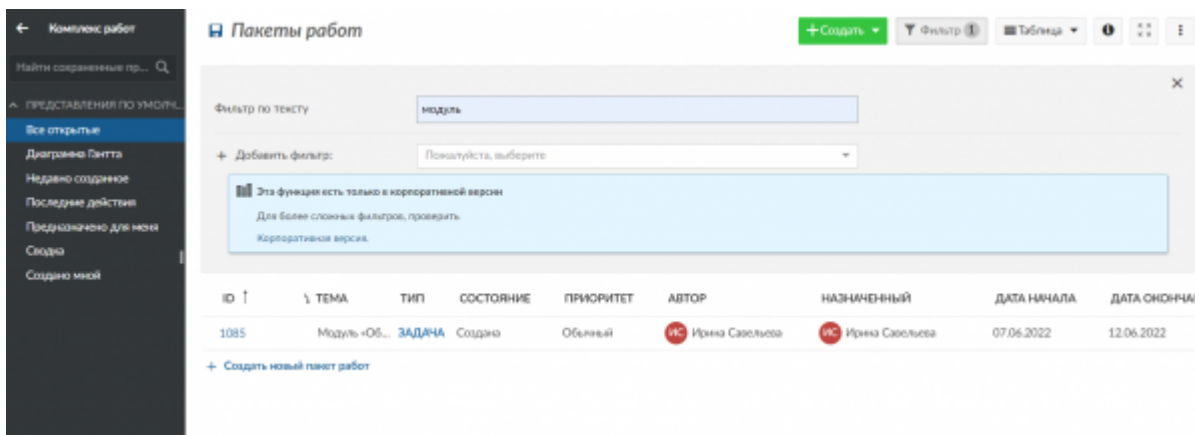 Комплекс работ
Пакеты работ
Создать
Фильтр 1
Таблица
Найти сохраненные пр...
ПРЕДСТАВЛЕНИЯ ПО УМОЛЧ...
Фильтр по тексту
модуль
Все открытые
Диаграмма Гантта
Добавить фильтр:
Пожалуйста, выберите
Недавно созданное
Эта функция есть только в корпоративной версии
Последние действия
Для более сложных фильтров, проверить
Предназначено для меня
Корпоративная версия.
Сводка
Создано мной
ID ТЕМА ТИП СОСТОЯНИЕ ПРИОРИТЕТ АВТОР НАЗНАЧЕННЫЙ ДАТА НАЧАЛА ДАТА ОКОНЧА
1085 Модуль «Об... ЗАДАЧА Создана Обычный ИС Ирина Савельева ИС Ирина Савельева 07.06.2022 12.06.2022
+ Создать новый пакет работ